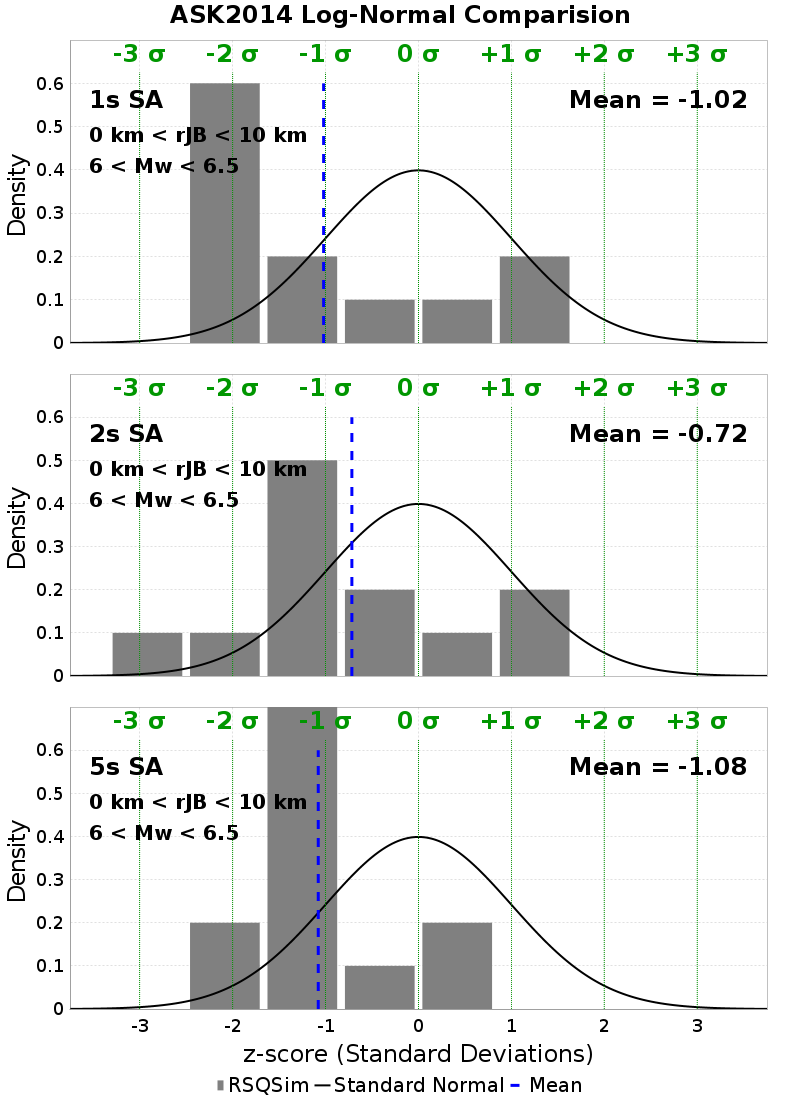 ASK2014 Log-Normal Comparision
-3 σ -2 σ -1 σ 0 σ +1 σ +2 σ +3 σ
1s SA Mean = -1.02
0 km < rJB < 10 km
6 < Mw < 6.5
Density
0.6
0.5
0.4
0.3
0.2
0.1
0
-3 σ -2 σ -1 σ 0 σ +1 σ +2 σ +3 σ
2s SA Mean = -0.72
0 km < rJB < 10 km
6 < Mw < 6.5
Density
0.6
0.5
0.4
0.3
0.2
0.1
0
-3 σ -2 σ -1 σ 0 σ +1 σ +2 σ +3 σ
5s SA Mean = -1.08
0 km < rJB < 10 km
6 < Mw < 6.5
Density
0.6
0.5
0.4
0.3
0.2
0.1
0
-3 -2 -1 0 1 2 3
z-score (Standard Deviations)
RSQSim Standard Normal Mean